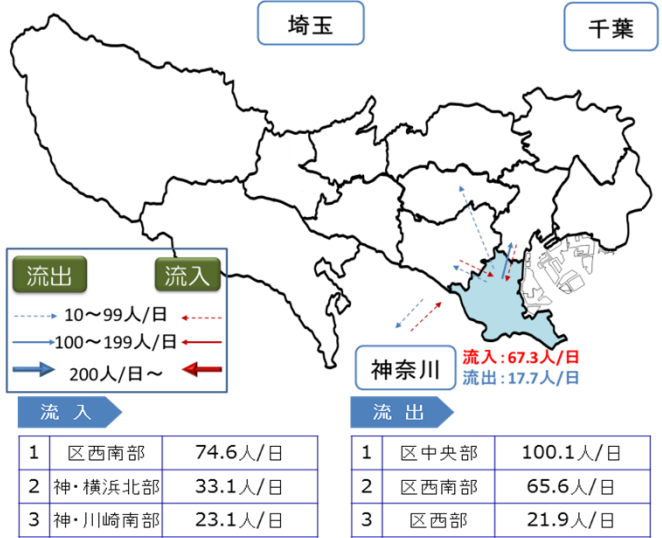 埼玉
千葉
流出
流入
10～99人/日
100～199人/日
200人/日～
神奈川
流入：67.3人/日
流出：17.7人/日
流 入
1 区西南部 74.6人/日
2 神・横浜北部 33.1人/日
3 神・川崎南部 23.1人/日
流 出
1 区中央部 100.1人/日
2 区西南部 65.6人/日
3 区西部 21.9人/日